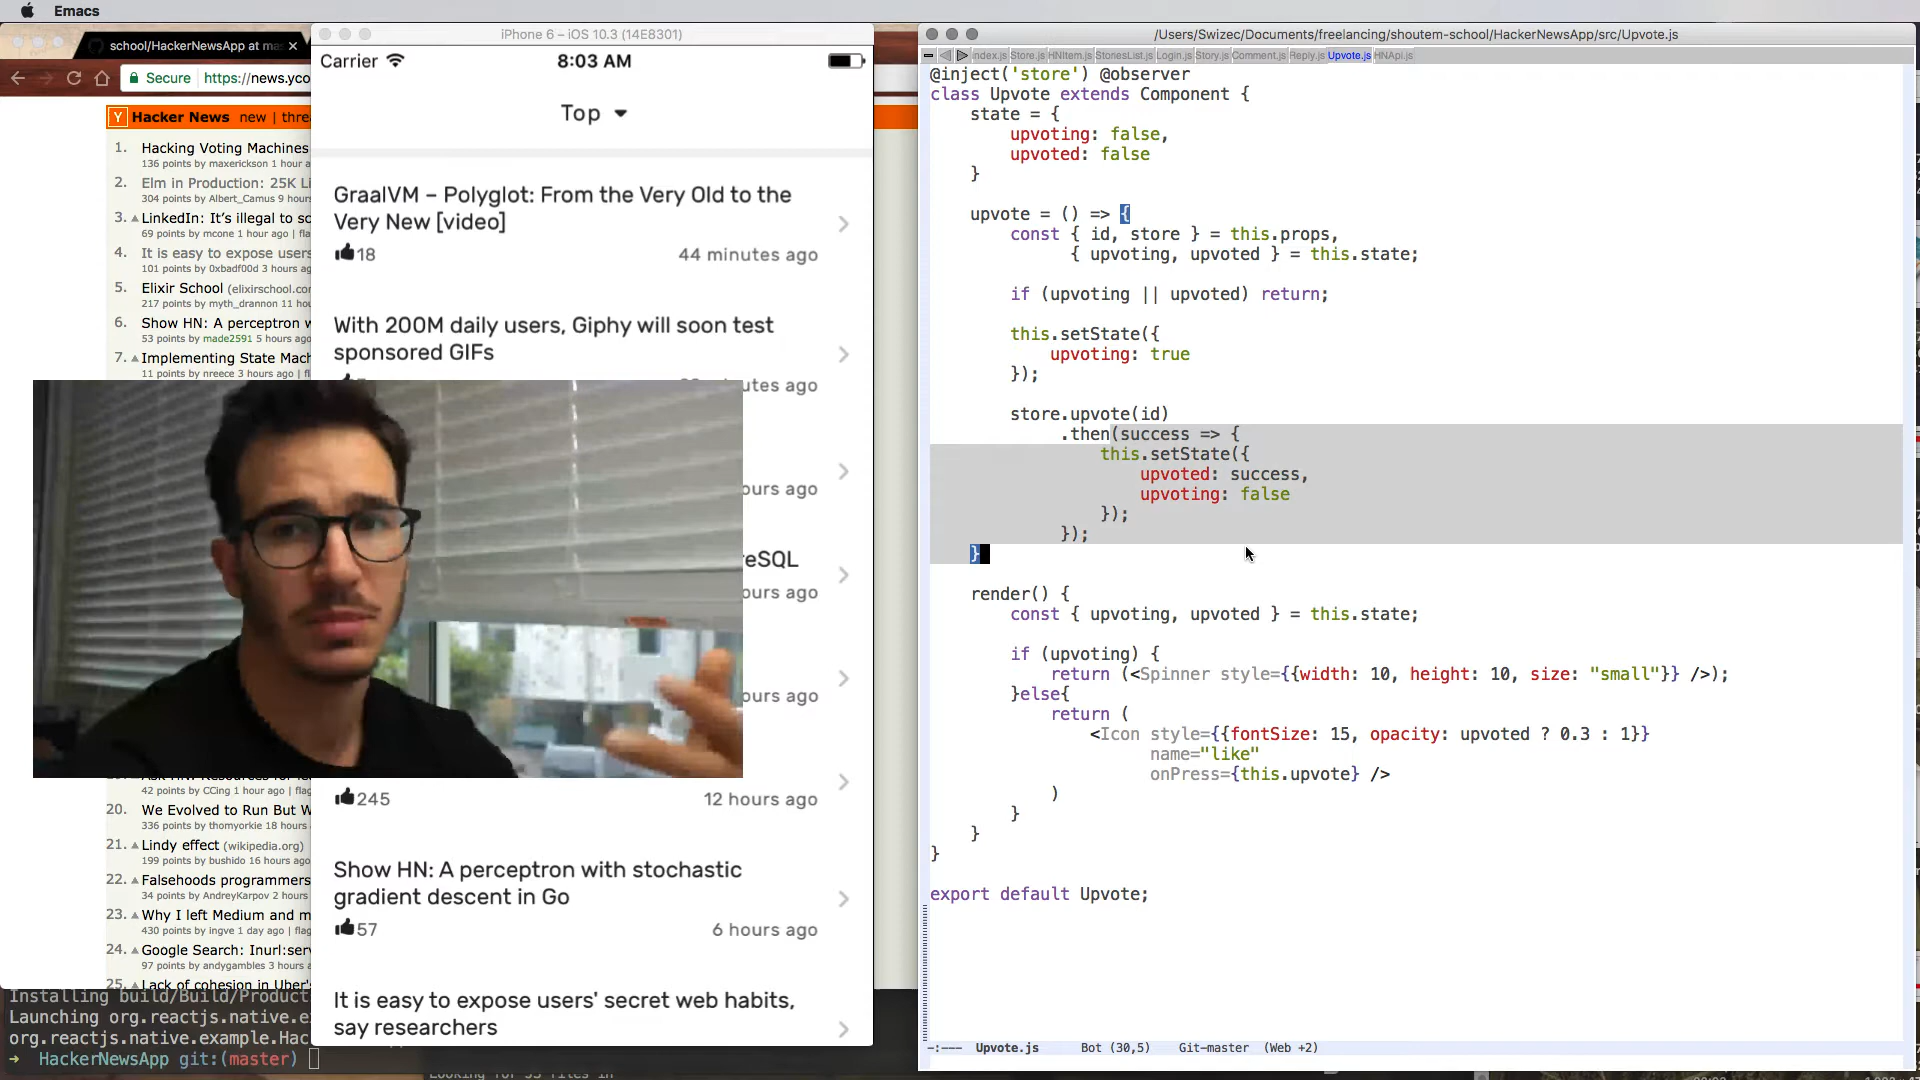 Emacs
school/HackerNewsApp at ma
Secure
https://news.yco
Hacker News new | threa
1. Hacking Voting Machines
136 points by maxerickson 1 hour a
2. Elm in Production: 25K Li
304 points by Albert_Camus 9 hours
3. LinkedIn: It's illegal to sc
69 points by mcone 1 hour ago | fla
4. It is easy to expose users
101 points by 0xbadf00d 3 hours ag
5. Elixir School (elixirschool.com
217 points by myth_drannon 11 hou
6. Show HN: A perceptron w
53 points by made2591 5 hours ago
7. Implementing State Mach
11 points by nreece 3 hours ago | fl
42 points by CCing 1 hour ago | flag
20. We Evolved to Run But W
336 points by thomyorkie 18 hours
21. Lindy effect (wikipedia.org)
199 points by bushido 16 hours ago
22. Falsehoods programmers
34 points by AndreyKarpov 2 hours
23. Why I left Medium and m
430 points by ingve 1 day ago | flag
24. Google Search: Inurl:serv
97 points by andygambles 3 hours a
25. Lack of cohesion in Uber's
Installing build/Build/Product
Launching org.reactjs.native.e
org.reactjs.native.example.Hac
→ HackerNewsApp git:(master)
iPhone 6 – iOS 10.3 (14E8301)
Carrier 8:03 AM
Top
GraalVM – Polyglot: From the Very Old to the
Very New [video]
18 44 minutes ago
With 200M daily users, Giphy will soon test
sponsored GIFs
utes ago
ours ago
eSQL
ours ago
ours ago
245 12 hours ago
Show HN: A perceptron with stochastic
gradient descent in Go
57 6 hours ago
It is easy to expose users' secret web habits,
say researchers
/Users/Swizec/Documents/freelancing/shoutem-school/HackerNewsApp/src/Upvote.js
index.js Store.js HNItem.js StoriesList.js Login.js Story.js Comment.js Reply.js Upvote.js HNApi.js
@inject('store') @observer
class Upvote extends Component {
state = {
upvoting: false,
upvoted: false
}
upvote = () => {
const { id, store } = this.props,
{ upvoting, upvoted } = this.state;
if (upvoting || upvoted) return;
this.setState({
upvoting: true
});
store.upvote(id)
.then(success => {
this.setState({
upvoted: success,
upvoting: false
});
});
}
render() {
const { upvoting, upvoted } = this.state;
if (upvoting) {
return (<Spinner style={{width: 10, height: 10, size: "small"}} />);
}else{
return (
<Icon style={{fontSize: 15, opacity: upvoted ? 0.3 : 1}}
name="like"
onPress={this.upvote} />
)
}
}
}
export default Upvote;
-:--- Upvote.js Bot (30,5) Git-master (Web +2)